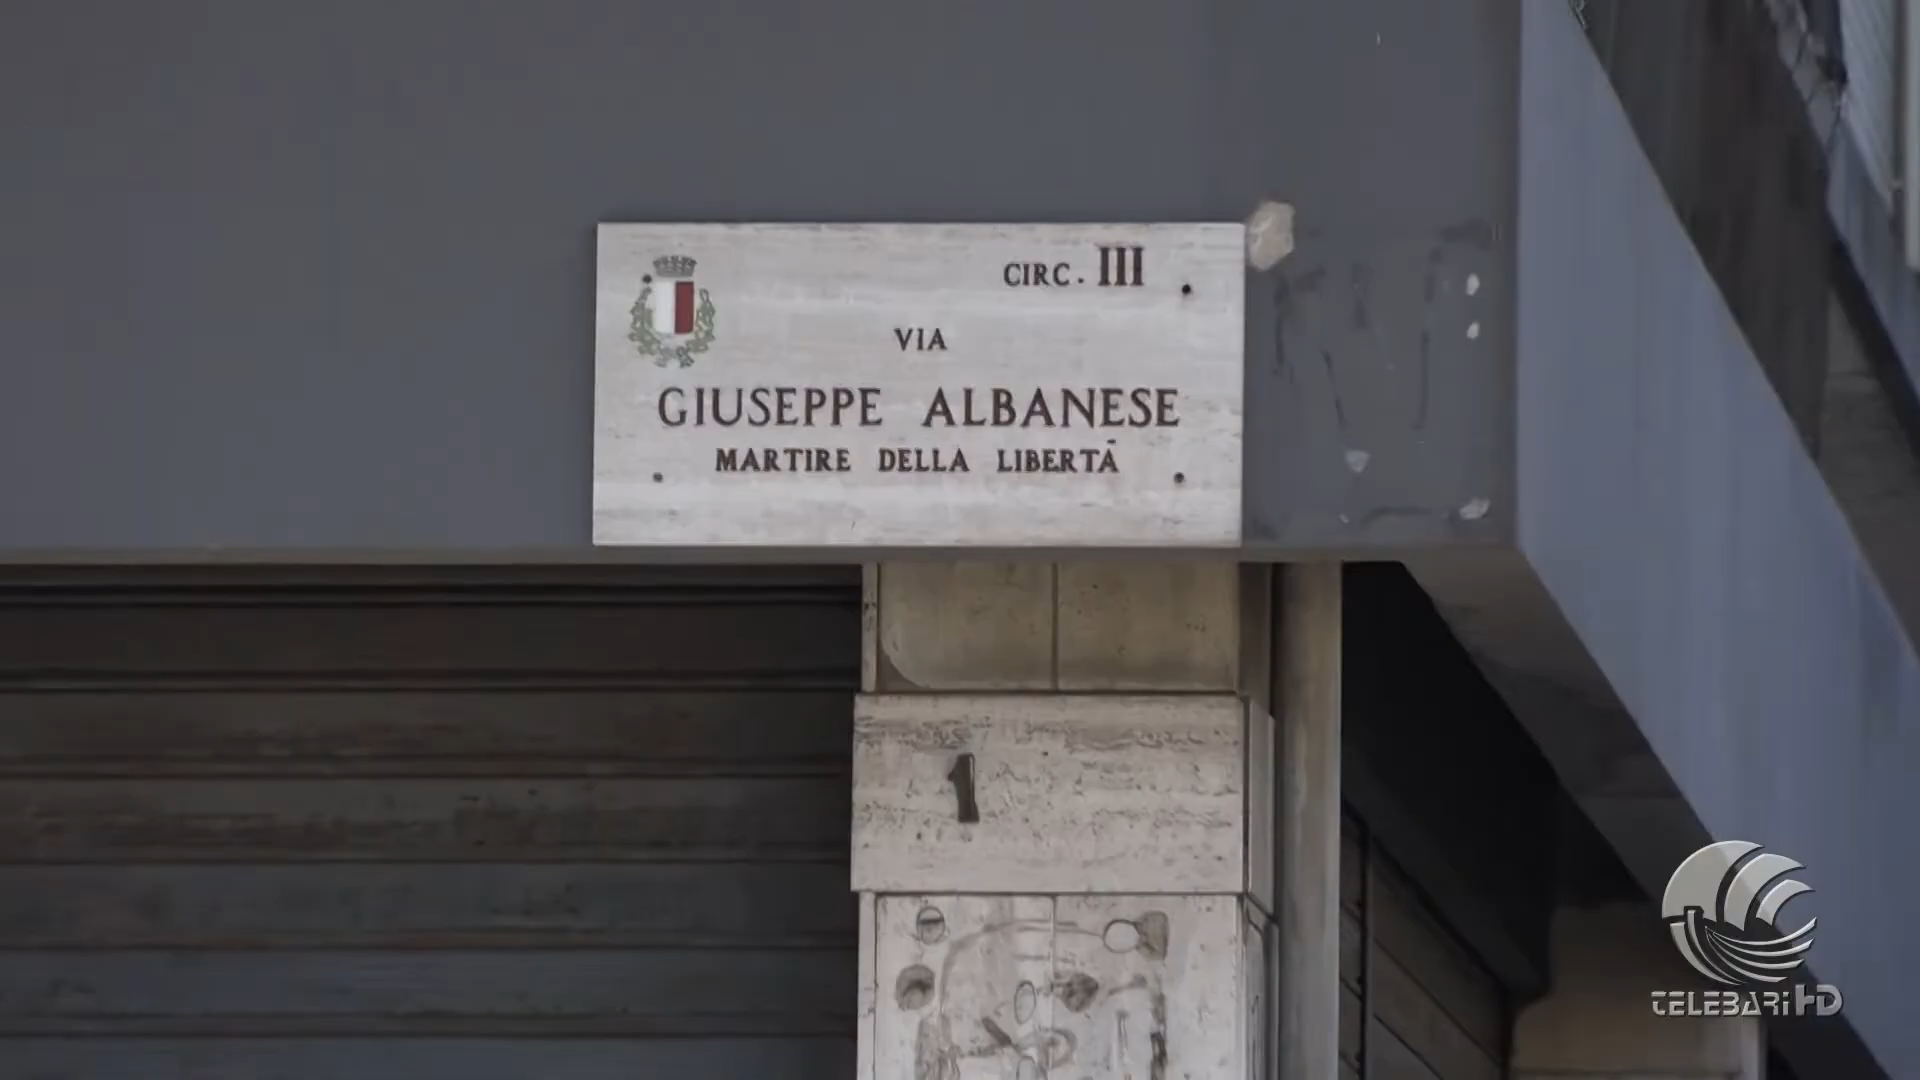 CIRC. III
VIA
GIUSEPPE ALBANESE
MARTIRE DELLA LIBERTÀ
1
TELEBARI HD